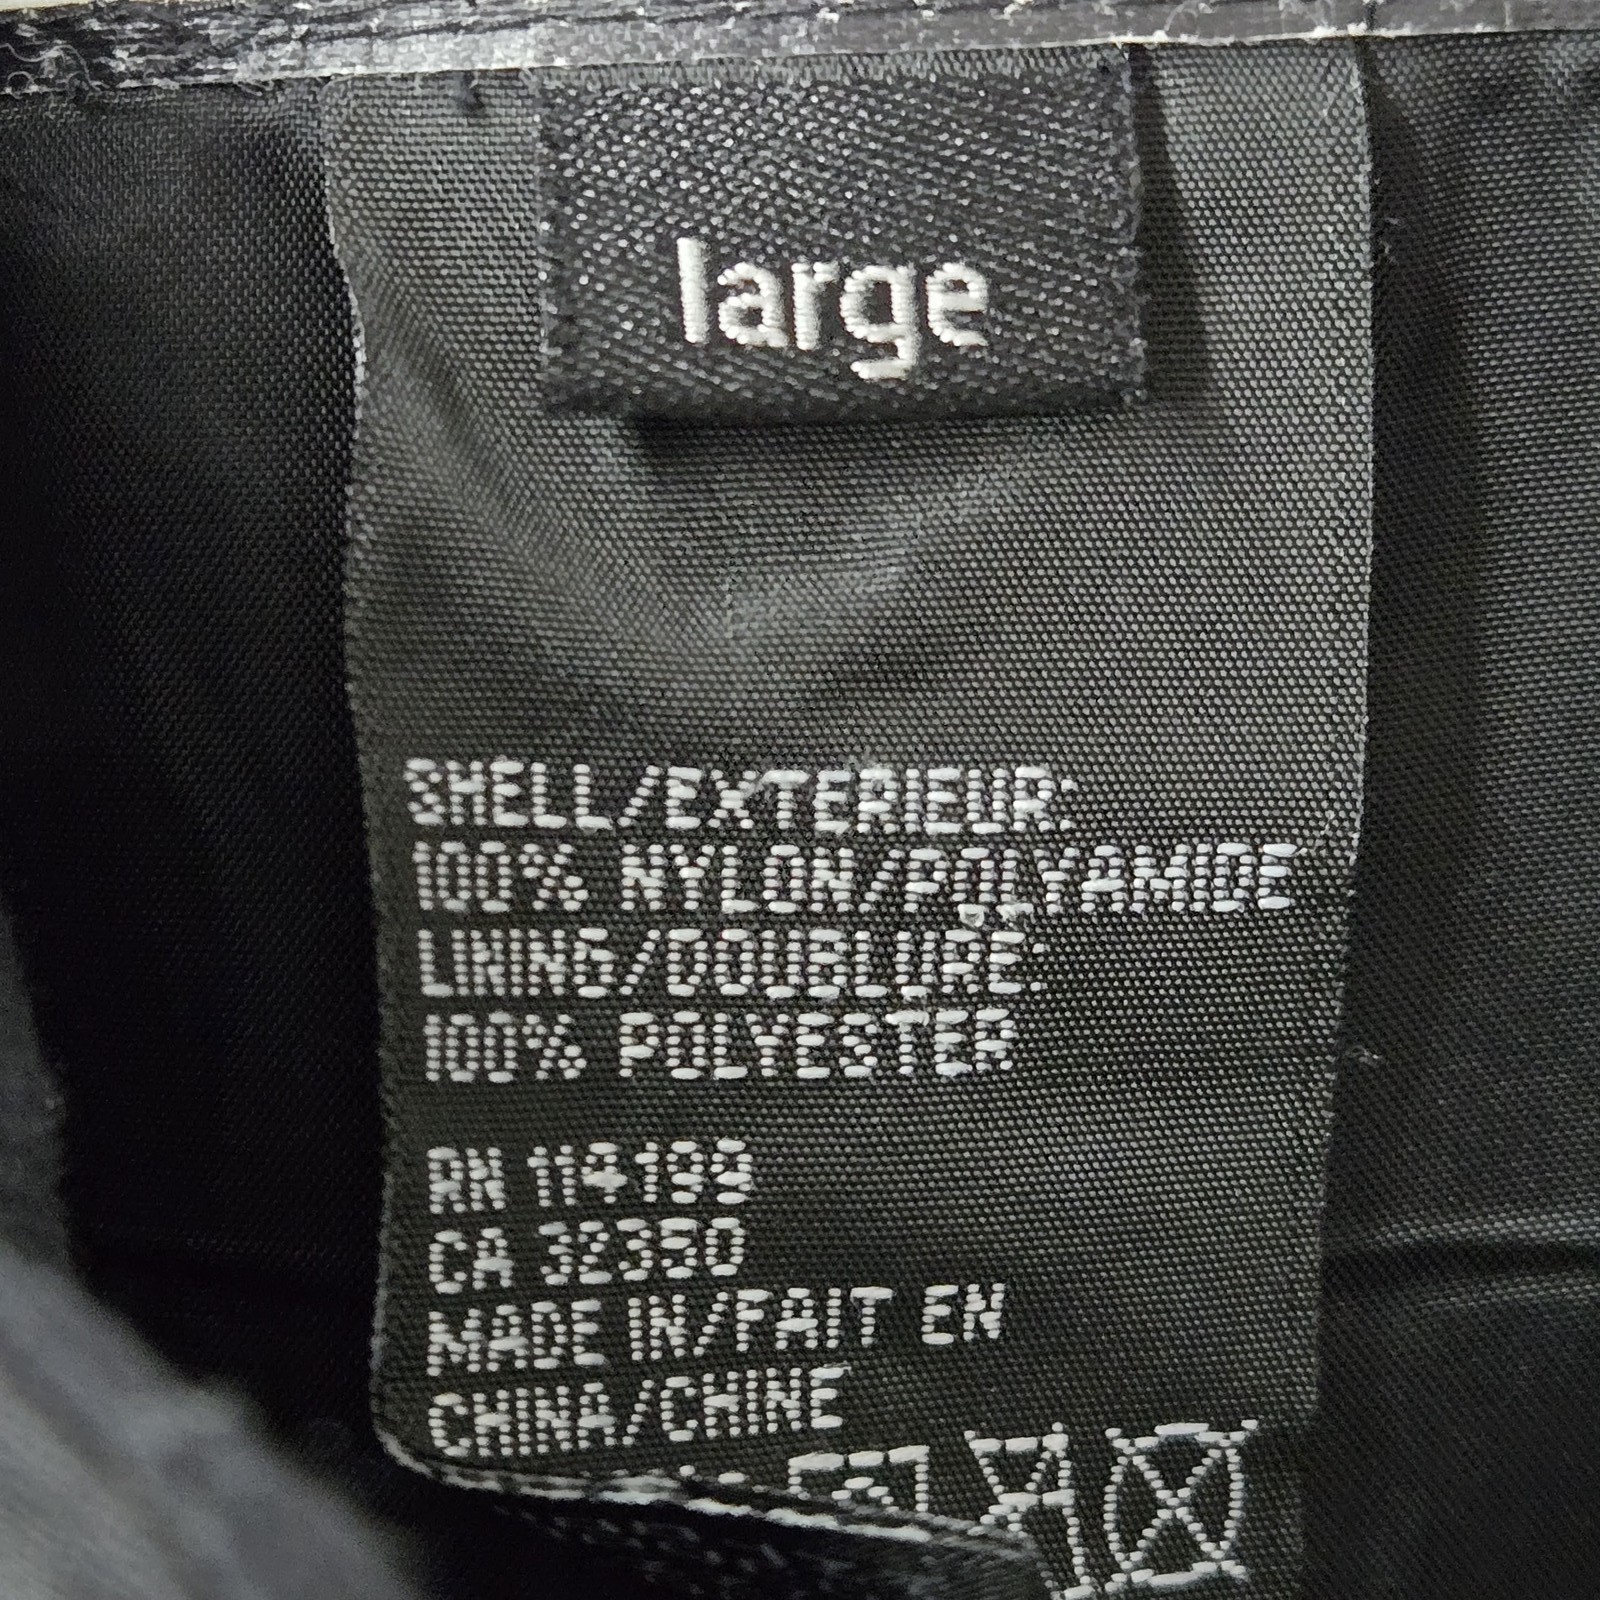 large
SHELL/EXTERIEUR:
100% NYLON/POLYAMIDE
LINING/DOUBLURE:
100% POLYESTER
RN 114199
CA 32350
MADE IN/FAIT EN
CHINA/CHINE